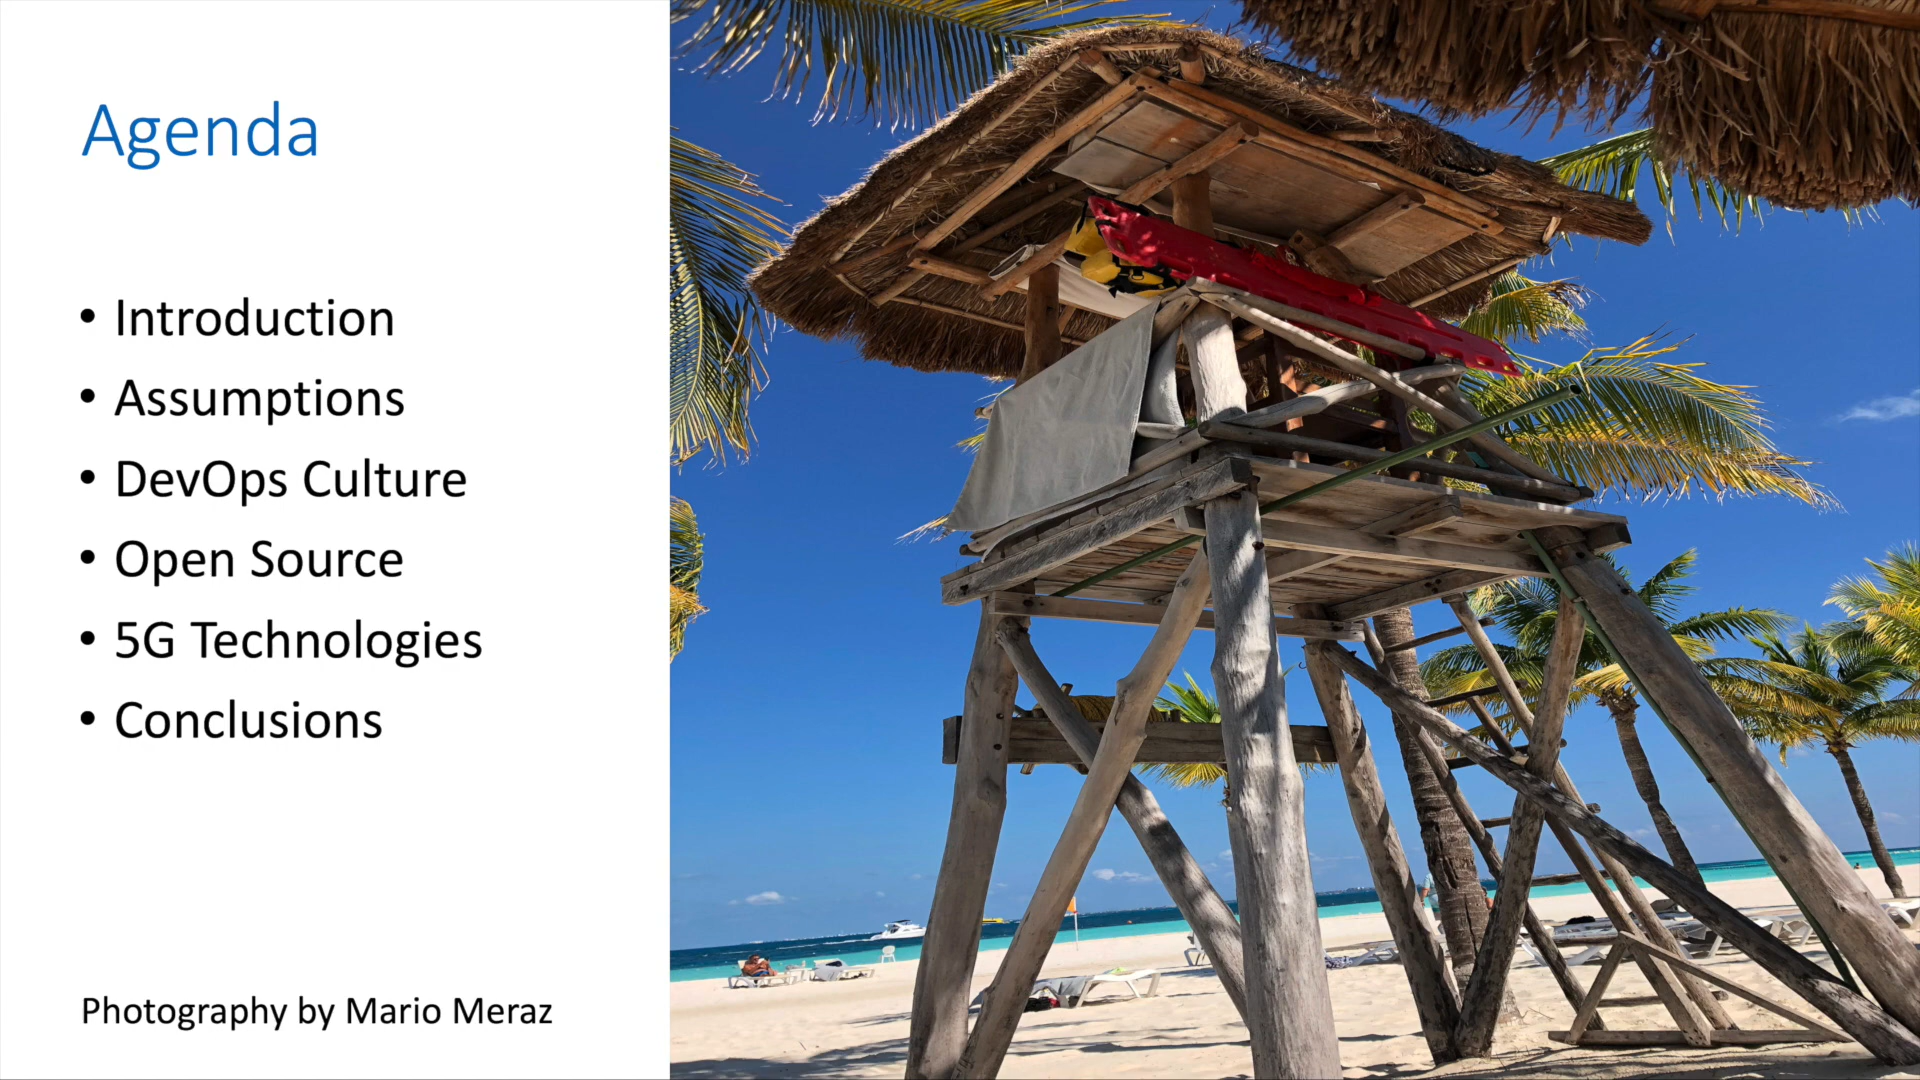 Agenda
• Introduction
• Assumptions
• DevOps Culture
• Open Source
• 5G Technologies
• Conclusions
Photography by Mario Meraz